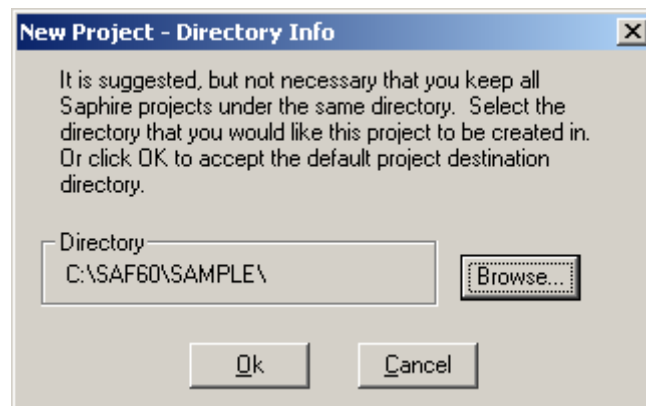 New Project - Directory Info
It is suggested, but not necessary that you keep all
Saphire projects under the same directory.  Select the
directory that you would like this project to be created in.
Or click OK to accept the default project destination
directory.
Directory
C:\SAF60\SAMPLE\
Browse...
Ok
Cancel